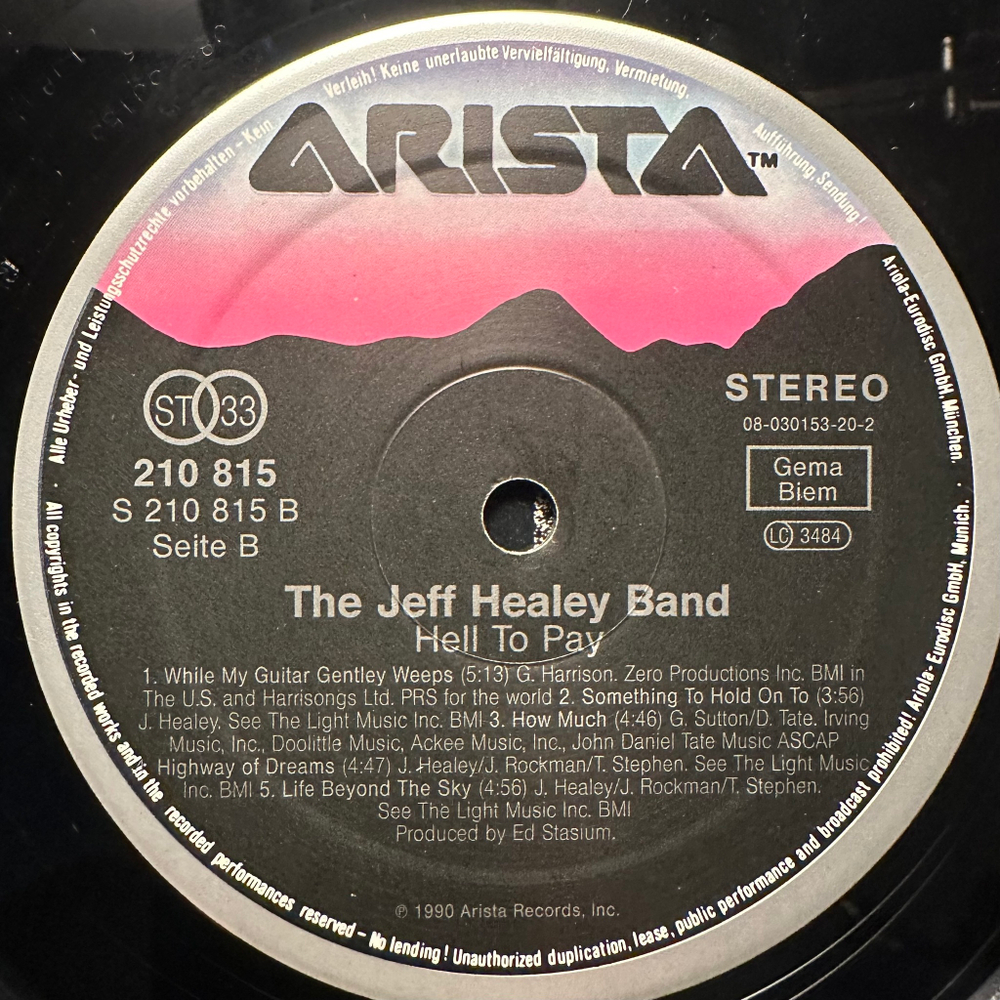 Alle Urheber- und Leistungsschutzrechte vorbehalten - Kein Verleih! Keine unerlaubte Vervielfältigung, Vermietung, Aufführung, Sendung!
ARISTA™
Ariola-Eurodisc GmbH, München.
ST 33
STEREO
210 815
08-030153-20-2
S 210 815 B
Gema
Biem
Seite B
LC 3484
The Jeff Healey Band
Hell To Pay
1. While My Guitar Gentley Weeps (5:13) G. Harrison. Zero Productions Inc. BMI in
The U.S. and Harrisongs Ltd. PRS for the world 2. Something To Hold On To (3:56)
J. Healey. See The Light Music Inc. BMI 3. How Much (4:46) G. Sutton/D. Tate. Irving
Music, Inc., Doolittle Music, Ackee Music, Inc., John Daniel Tate Music ASCAP
Highway of Dreams (4:47) J. Healey/J. Rockman/T. Stephen. See The Light Music
Inc. BMI 5. Life Beyond The Sky (4:56) J. Healey/J. Rockman/T. Stephen.
See The Light Music Inc. BMI
Produced by Ed Stasium.
℗ 1990 Arista Records, Inc.
· All copyrights in the recorded works and in the recorded performances reserved - No lending! Unauthorized duplication, lease, public performance and broadcast prohibited! Ariola-Eurodisc GmbH, Munich. ·